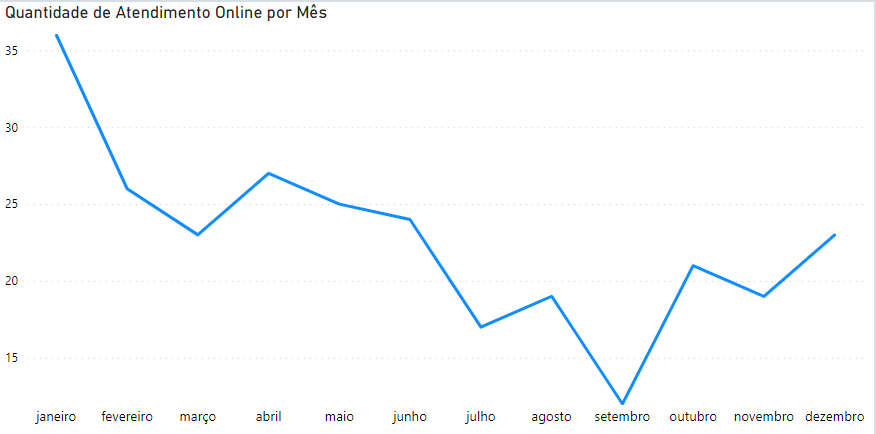 Quantidade de Atendimento Online por Mês
35
30
25
20
15
janeiro fevereiro março abril maio junho julho agosto setembro outubro novembro dezembro